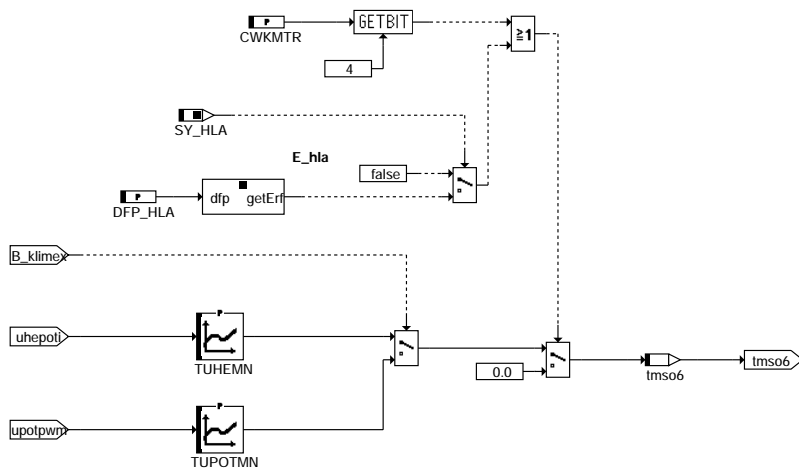 P
CWKMTR
GETBIT
4
≧1
SY_HLA
E_hla
false
P
DFP_HLA
dfp getErf
B_klimex
uhepoti
P
TUHEMN
0.0
tmso6
tmso6
upotpwm
P
TUPOTMN